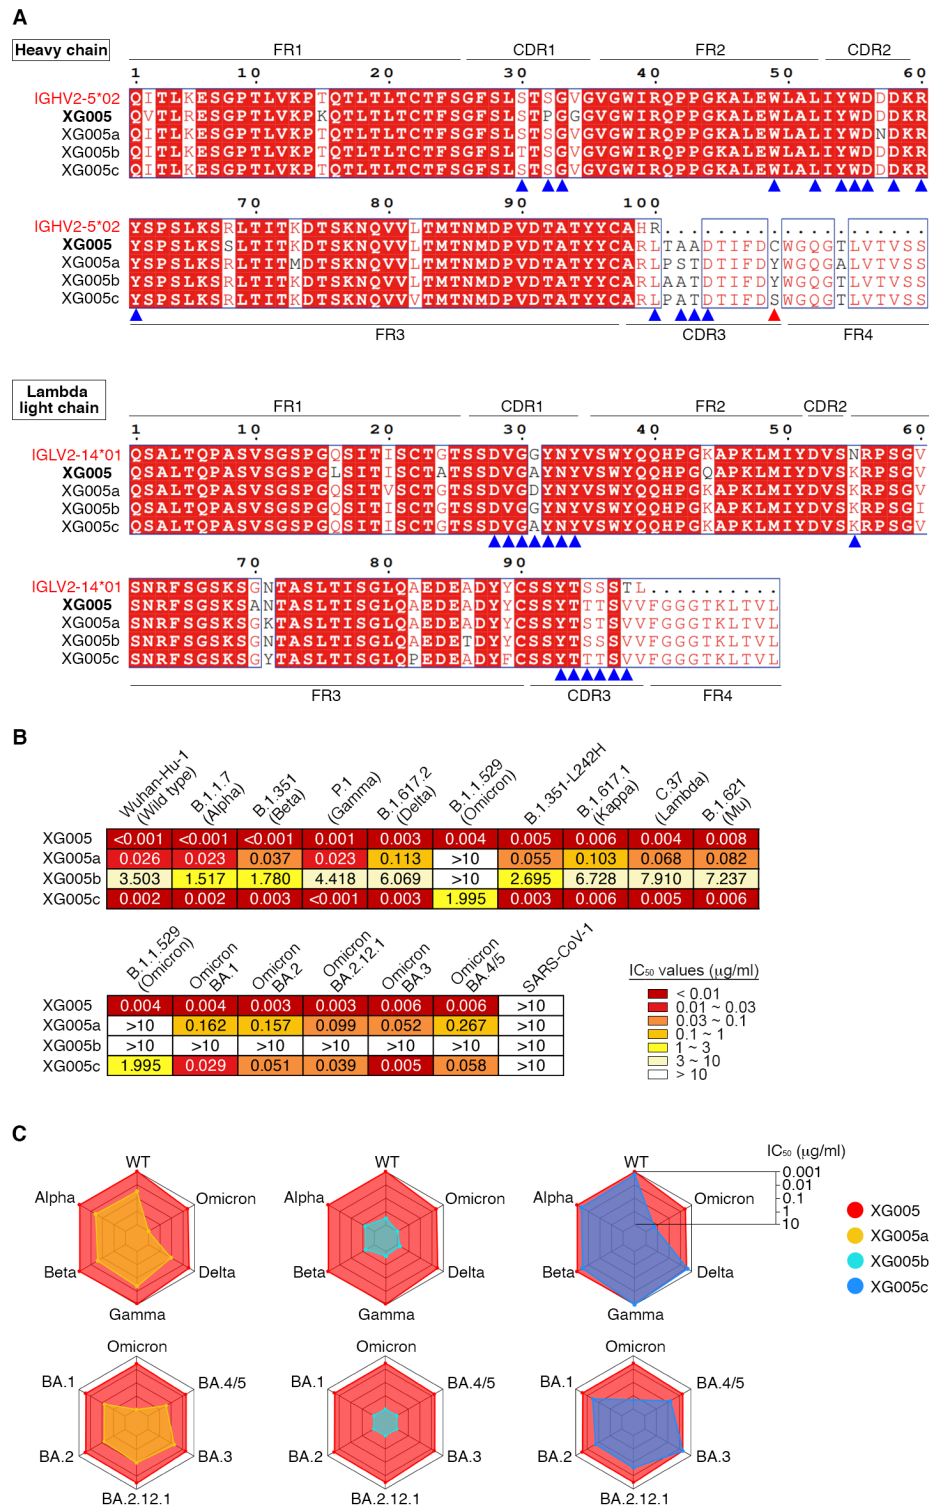 A
Heavy chain
FR1 CDR1 FR2 CDR2
1 10 20 30 40 50 60
IGHV2-5*02 QITLKESGPTLVKPTQTLTLTCTFSGFSLSTSGVGVGWIRQPPGKALEWLALIYWDDDKR
XG005 QVTLRESGPTLVKPKQTLTLTCTFSGFSLSTPGGGVGWIRQPPGKALEWLALIYWDDDKR
XG005a QITLKESGPTLVKPTQTLTLTCTFSGFSLSTSGVGVGWIRQPPGKALEWLALIYWDNDKR
XG005b QITLKESGPTLVKPTQTLTLTCTFSGFSLTTSGVGVGWIRQPPGKALEWLALIYWDDDKR
XG005c QITLKESGPTLVKPTQTLTLTCTFSGFSLSTSGVGVGWIRQPPGKALEWLALIYWDDDKR
70 80 90 100
IGHV2-5*02 YSPSLKSRLTITKDTSKNQVVLTMTNMDPVDTATYYCAHR....................
XG005 YSPSLKSSLTITKDTSKNQVVLTMTNMDPVDTATYYCARLTAADTIFDCWGQGTLVTVSS
XG005a YSPSLKSRLTITMDTSKNQVVLTMTNMDPVDTATYYCARLPSTDTIFDYWGQGALVTVSS
XG005b YSPSLKSRLTITKDTSKNQVVLTMTNMDPVDTATYYCARLAATDTIFDYWGQGTLVTVSS
XG005c YSPSLKSRLTITKDTSKNQVVVTMTNMDPVDTATYYCARLPATDTIFDSWGQGTLVTVSS
FR3 CDR3 FR4
Lambda
light chain
FR1 CDR1 FR2 CDR2
1 10 20 30 40 50 60
IGLV2-14*01 QSALTQPASVSGSPGQSITISCTGTSSDVGGYNYVSWYQQHPGKAPKLMIYDVSNRPSGV
XG005 QSALTQPASVSGSPGLSITISCTATSSDVGAYNYVSWYQQHPGQAPKLMIYDVSKRPSGV
XG005a QSALTQPASVSGSPGQSITVSCTGTSSDVGDYNYVSWYQQHPGKAPKLMIYDVSKRPSGV
XG005b QSALTQPASVSGSPGQSITISCTGTSSDVGGYNYVSWYQQHPGKAPKLMIYDVSKRPSGI
XG005c QSALTQPASVSGSPGQSITISCTGTSSDVGAYNYVSWYQQHPGKAPKLMIYDVSKRPSGV
70 80 90
IGLV2-14*01 SNRFSGSKSGNTASLTISGLQAEDEADYYCSSYTSSSTL..........
XG005 SNRFSGSKSANTASLTISGLQAEDEADYYCSSYTTTSVVFGGGTKLTVL
XG005a SNRFSGSKSGKTASLTISGLQAEDEADYYCSSYTSTSVVFGGGTKLTVL
XG005b SNRFSGSKSGNTASLTISGLQAEDETDYYCSSYTSSSVVFGGGTKLTVL
XG005c SNRFSGSKSGYTASLTISGLQPEDEADYFCSSYTTTSVVFGGGTKLTVL
FR3 CDR3 FR4
B
Wuhan-Hu-1 (Wild type) B.1.1.7 (Alpha) B.1.351 (Beta) P.1 (Gamma) B.1.617.2 (Delta) B.1.1.529 (Omicron) B.1.351-L242H B.1.617.1 (Kappa) C.37 (Lambda) B.1.621 (Mu)
XG005 <0.001 <0.001 <0.001 0.001 0.003 0.004 0.005 0.006 0.004 0.008
XG005a 0.026 0.023 0.037 0.023 0.113 >10 0.055 0.103 0.068 0.082
XG005b 3.503 1.517 1.780 4.418 6.069 >10 2.695 6.728 7.910 7.237
XG005c 0.002 0.002 0.003 <0.001 0.003 1.995 0.003 0.006 0.005 0.006
B.1.1.529 (Omicron) Omicron BA.1 Omicron BA.2 Omicron BA.2.12.1 Omicron BA.3 Omicron BA.4/5 SARS-CoV-1
XG005 0.004 0.004 0.003 0.003 0.006 0.006 >10
XG005a >10 0.162 0.157 0.099 0.052 0.267 >10
XG005b >10 >10 >10 >10 >10 >10 >10
XG005c 1.995 0.029 0.051 0.039 0.005 0.058 >10
IC50 values (μg/ml)
< 0.01
0.01 ~ 0.03
0.03 ~ 0.1
0.1 ~ 1
1 ~ 3
3 ~ 10
> 10
C
WT Omicron Delta Gamma Beta Alpha
WT Omicron Delta Gamma Beta Alpha
WT Omicron Delta Gamma Beta Alpha
IC50 (μg/ml)
0.001
0.01
0.1
1
10
XG005
XG005a
XG005b
XG005c
Omicron BA.4/5 BA.3 BA.2.12.1 BA.2 BA.1
Omicron BA.4/5 BA.3 BA.2.12.1 BA.2 BA.1
Omicron BA.4/5 BA.3 BA.2.12.1 BA.2 BA.1